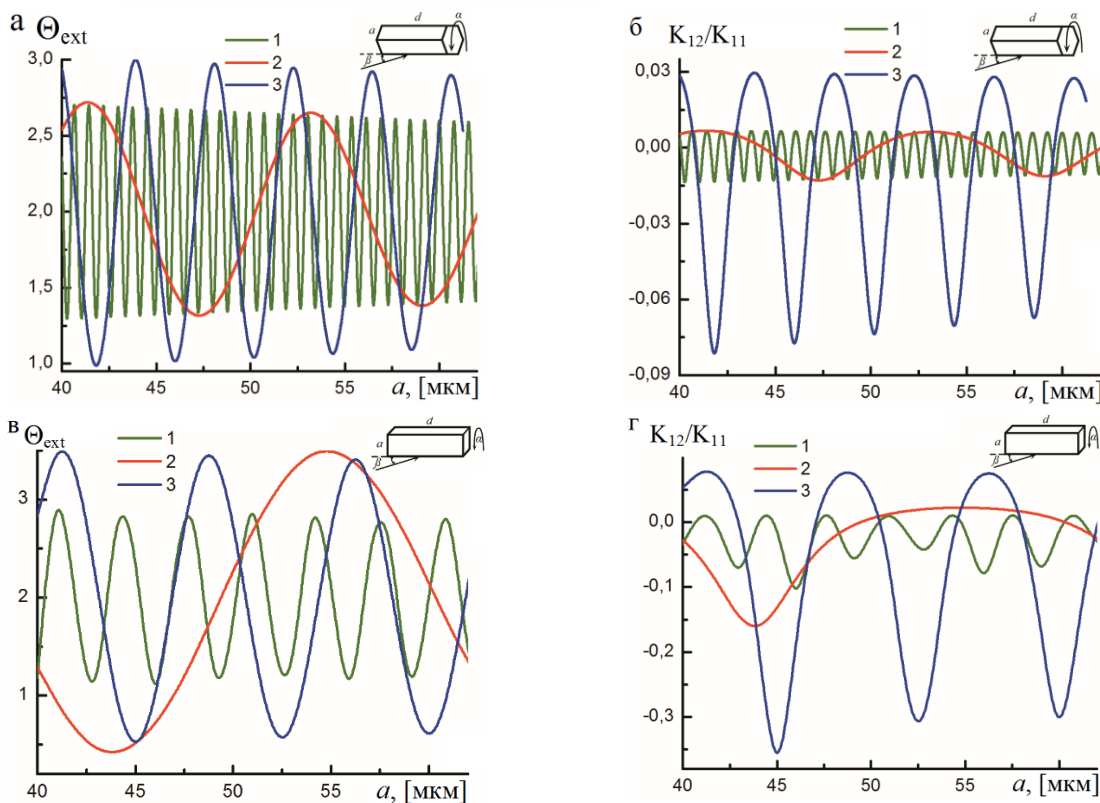 а Θext
1
2
3
d
a
α
β
3,0
2,5
2,0
1,5
1,0
40 45 50 55 a, [мкм]
б K12/K11
1
2
3
d
a
α
β
0,03
0,00
-0,03
-0,06
-0,09
40 45 50 55 a, [мкм]
в Θext
1
2
3
d
a
α
β
3
2
1
40 45 50 55 a, [мкм]
г K12/K11
1
2
3
d
a
α
β
0,0
-0,1
-0,2
-0,3
40 45 50 55 a, [мкм]